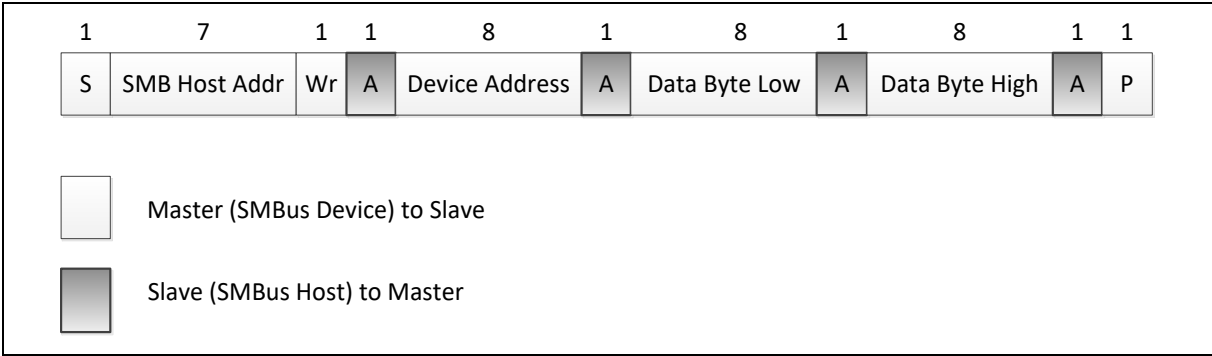 1 7 1 1 8 1 8 1 8 1 1
S SMB Host Addr Wr A Device Address A Data Byte Low A Data Byte High A P
Master (SMBus Device) to Slave
Slave (SMBus Host) to Master